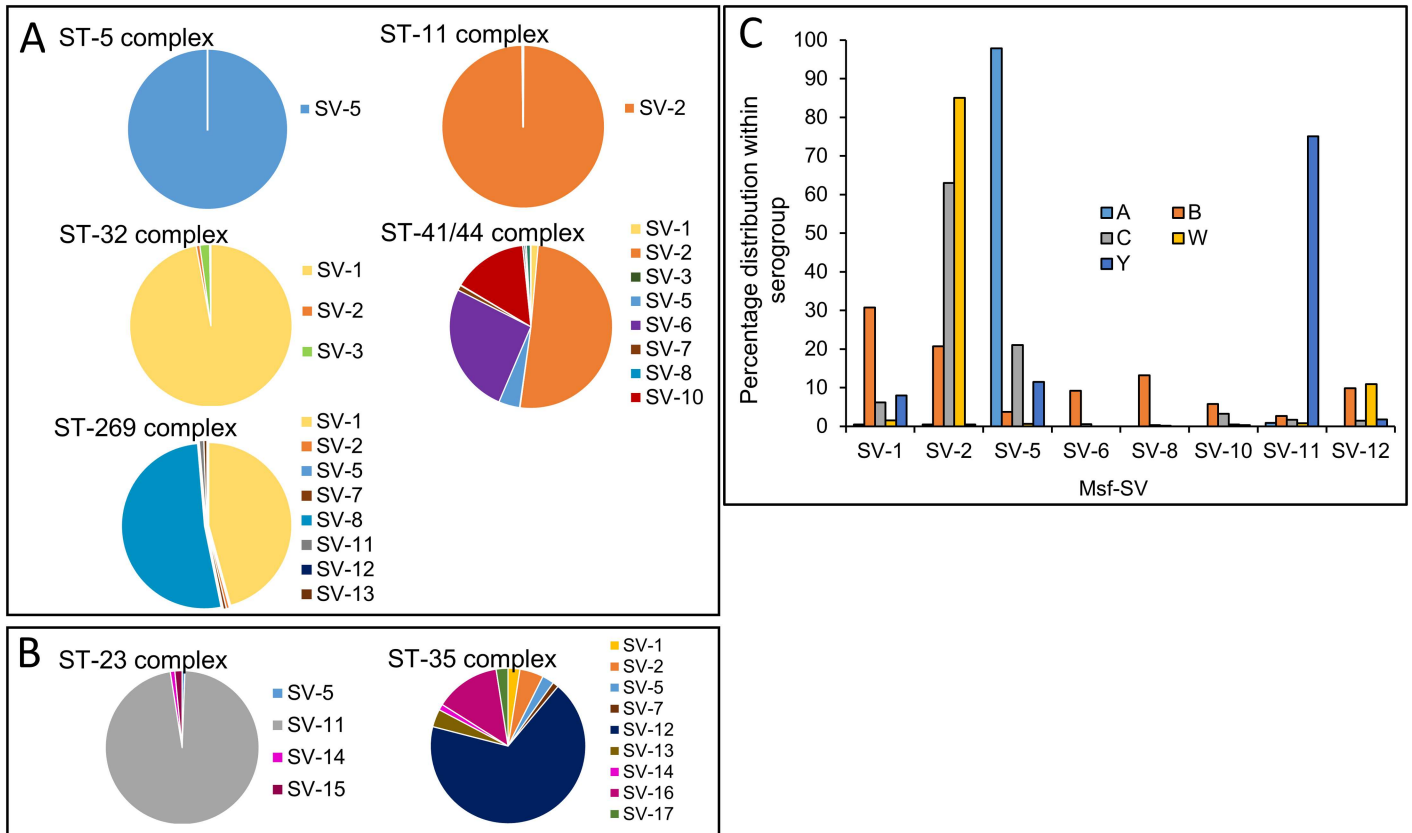 A
ST-5 complex
SV-5
ST-11 complex
SV-2
ST-32 complex
SV-1
SV-2
SV-3
ST-41/44 complex
SV-1
SV-2
SV-3
SV-5
SV-6
SV-7
SV-8
SV-10
ST-269 complex
SV-1
SV-2
SV-5
SV-7
SV-8
SV-11
SV-12
SV-13
B
ST-23 complex
SV-5
SV-11
SV-14
SV-15
ST-35 complex
SV-1
SV-2
SV-5
SV-7
SV-12
SV-13
SV-14
SV-16
SV-17
C
Percentage distribution within
serogroup
100
90
80
70
60
50
40
30
20
10
0
A B
C W
Y
SV-1 SV-2 SV-5 SV-6 SV-8 SV-10 SV-11 SV-12
Msf-SV